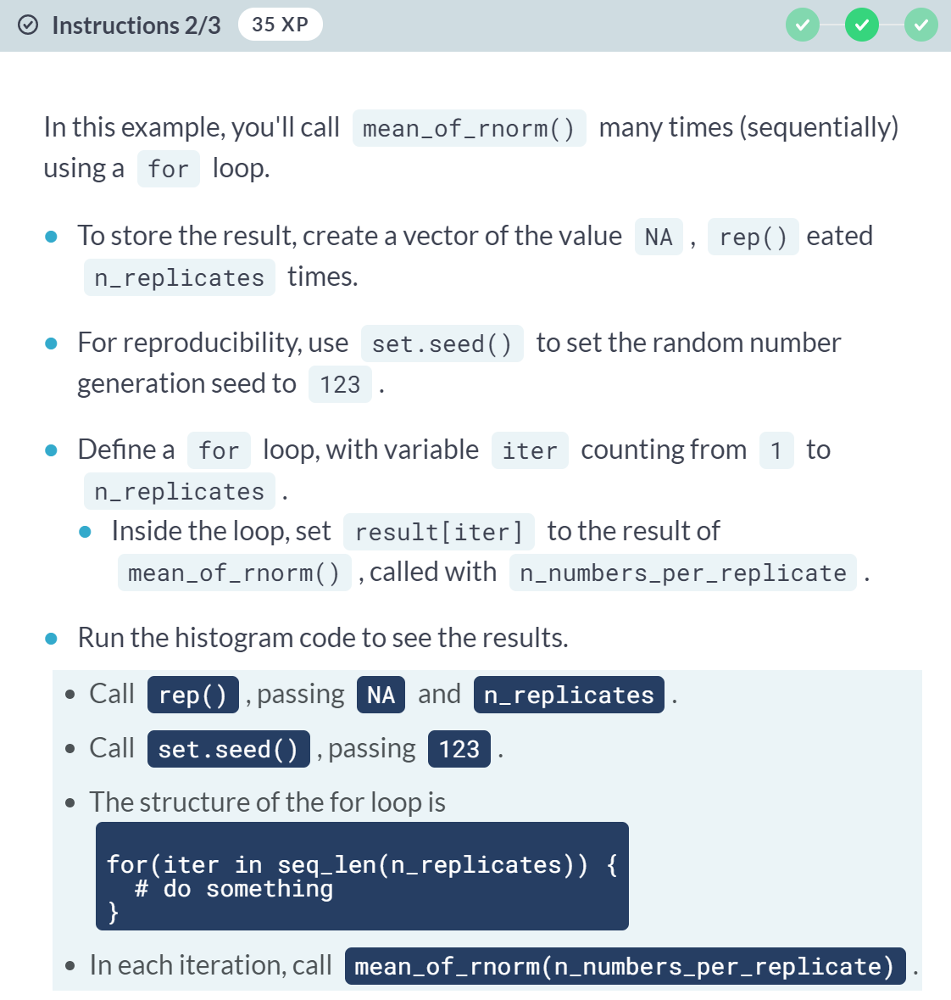 Instructions 2/3 35 XP
In this example, you'll call mean_of_rnorm() many times (sequentially)
using a for loop.
To store the result, create a vector of the value NA , rep() eated
n_replicates times.
For reproducibility, use set.seed() to set the random number
generation seed to 123 .
Define a for loop, with variable iter counting from 1 to
n_replicates .
Inside the loop, set result[iter] to the result of
mean_of_rnorm() , called with n_numbers_per_replicate .
Run the histogram code to see the results.
Call rep() , passing NA and n_replicates .
Call set.seed() , passing 123 .
The structure of the for loop is
for(iter in seq_len(n_replicates)) {
# do something
}
In each iteration, call mean_of_rnorm(n_numbers_per_replicate) .